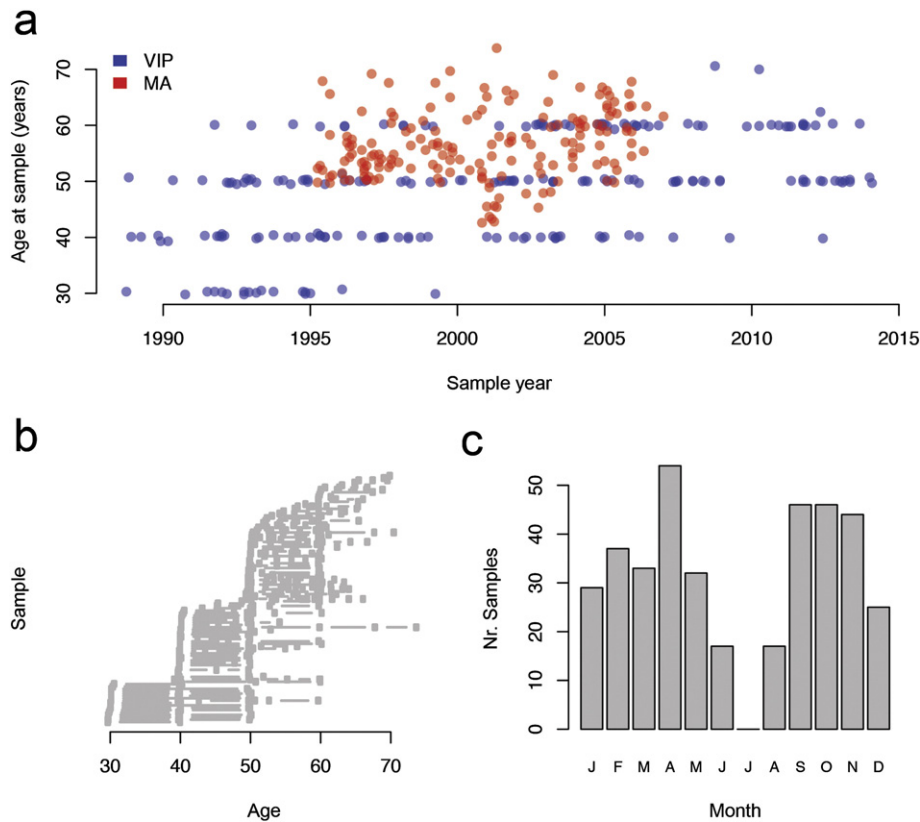 a
VIP
MA
Age at sample (years)
70
60
50
40
30
1990 1995 2000 2005 2010 2015
Sample year
b
Sample
30 40 50 60 70
Age
c
Nr. Samples
50
40
30
20
10
0
J F M A M J J A S O N D
Month